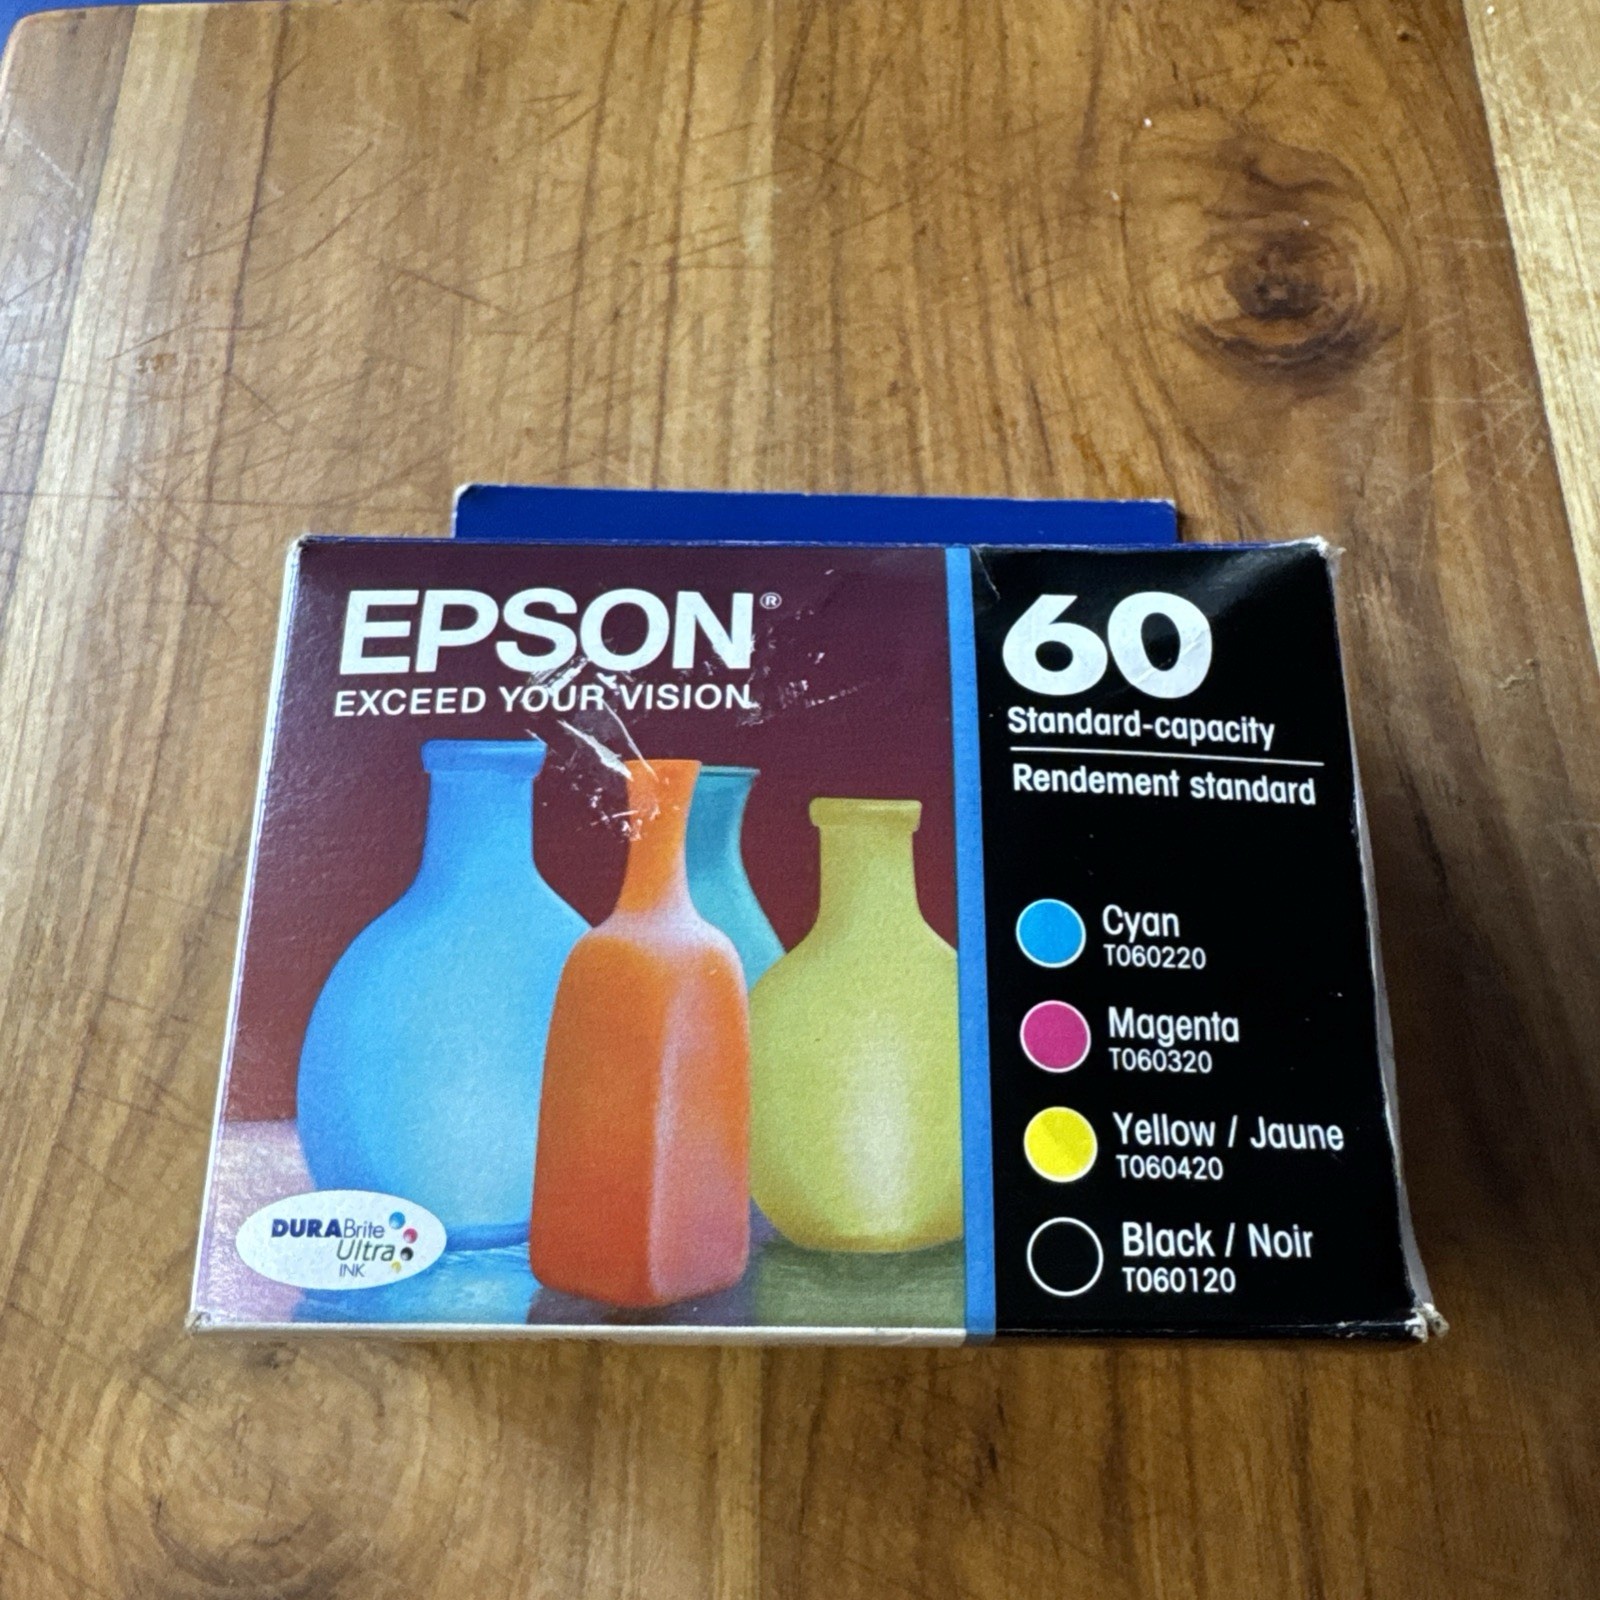 EPSON®
EXCEED YOUR VISION
60
Standard-capacity
Rendement standard
Cyan
T060220
Magenta
T060320
Yellow / Jaune
T060420
Black / Noir
T060120
DURABrite
Ultra
INK